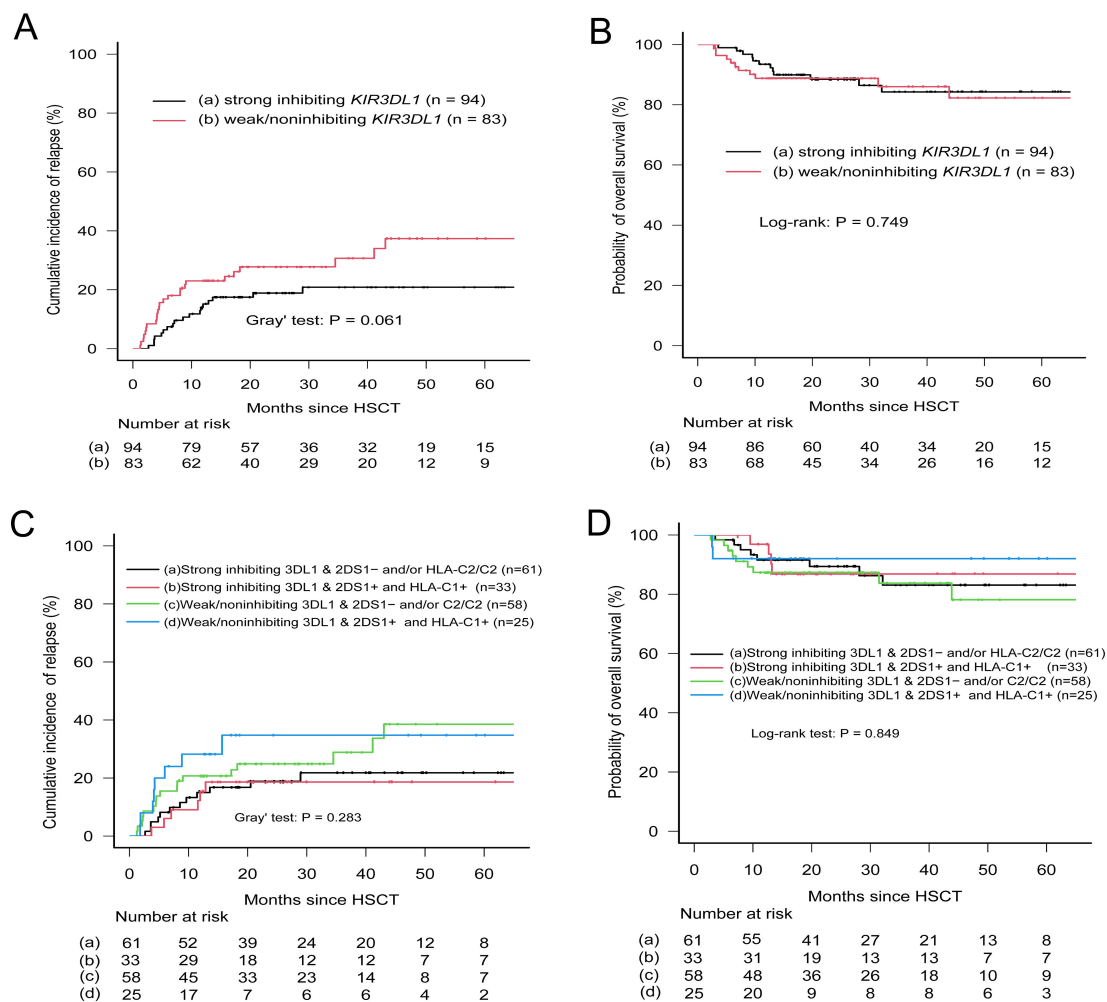 A
Cumulative incidence of relapse (%)
100
80
60
40
20
0
(a) strong inhibiting KIR3DL1 (n = 94)
(b) weak/noninhibiting KIR3DL1 (n = 83)
Gray' test: P = 0.061
0 10 20 30 40 50 60
Months since HSCT
Number at risk
(a) 94 79 57 36 32 19 15
(b) 83 62 40 29 20 12 9
B
Probability of overall survival (%)
100
80
60
40
20
0
(a) strong inhibiting KIR3DL1 (n = 94)
(b) weak/noninhibiting KIR3DL1 (n = 83)
Log-rank: P = 0.749
0 10 20 30 40 50 60
Months since HSCT
Number at risk
(a) 94 86 60 40 34 20 15
(b) 83 68 45 34 26 16 12
C
Cumulative incidence of relapse (%)
100
80
60
40
20
0
(a)Strong inhibiting 3DL1 & 2DS1− and/or HLA-C2/C2 (n=61)
(b)Strong inhibiting 3DL1 & 2DS1+ and HLA-C1+ (n=33)
(c)Weak/noninhibiting 3DL1 & 2DS1− and/or C2/C2 (n=58)
(d)Weak/noninhibiting 3DL1 & 2DS1+ and HLA-C1+ (n=25)
Gray' test: P = 0.283
0 10 20 30 40 50 60
Months since HSCT
Number at risk
(a) 61 52 39 24 20 12 8
(b) 33 29 18 12 12 7 7
(c) 58 45 33 23 14 8 7
(d) 25 17 7 6 6 4 2
D
Probability of overall survival (%)
100
80
60
40
20
0
(a)Strong inhibiting 3DL1 & 2DS1− and/or HLA-C2/C2 (n=61)
(b)Strong inhibiting 3DL1 & 2DS1+ and HLA-C1+ (n=33)
(c)Weak/noninhibiting 3DL1 & 2DS1− and/or C2/C2 (n=58)
(d)Weak/noninhibiting 3DL1 & 2DS1+ and HLA-C1+ (n=25)
Log-rank test: P = 0.849
0 10 20 30 40 50 60
Months since HSCT
Number at risk
(a) 61 55 41 27 21 13 8
(b) 33 31 19 13 13 7 7
(c) 58 48 36 26 18 10 9
(d) 25 20 9 8 8 6 3